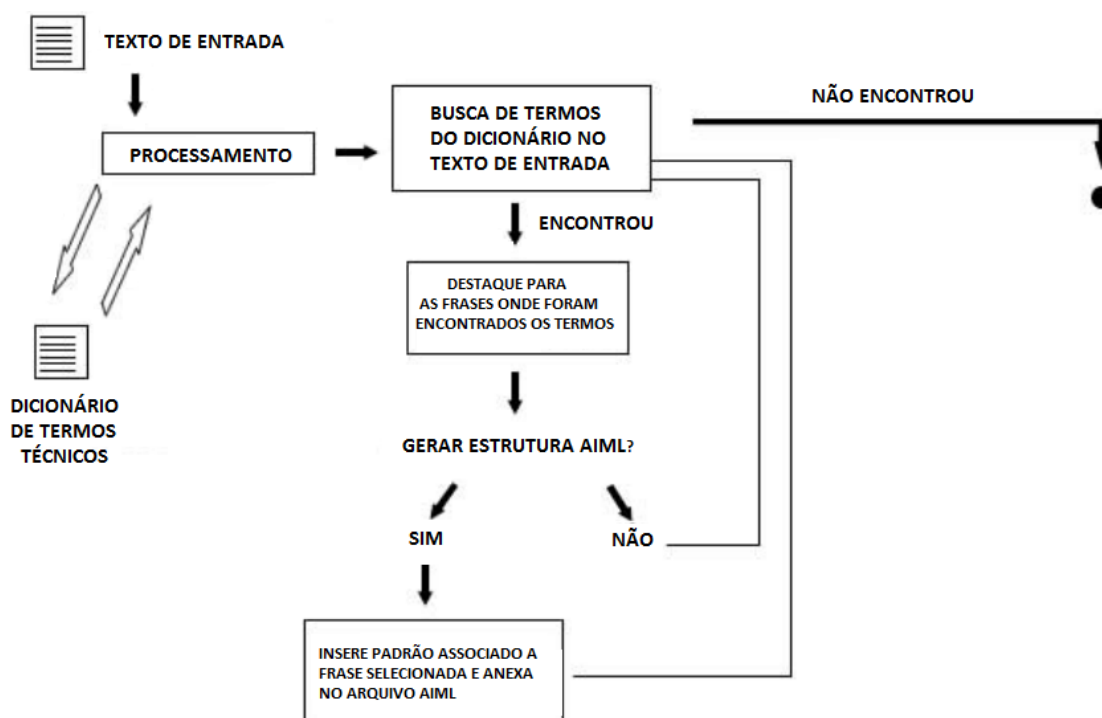 TEXTO DE ENTRADA
PROCESSAMENTO
BUSCA DE TERMOS
DO DICIONÁRIO NO
TEXTO DE ENTRADA
NÃO ENCONTROU
ENCONTROU
DESTAQUE PARA
AS FRASES ONDE FORAM
ENCONTRADOS OS TERMOS
DICIONÁRIO
DE TERMOS
TÉCNICOS
GERAR ESTRUTURA AIML?
SIM
NÃO
INSERE PADRÃO ASSOCIADO A
FRASE SELECIONADA E ANEXA
NO ARQUIVO AIML